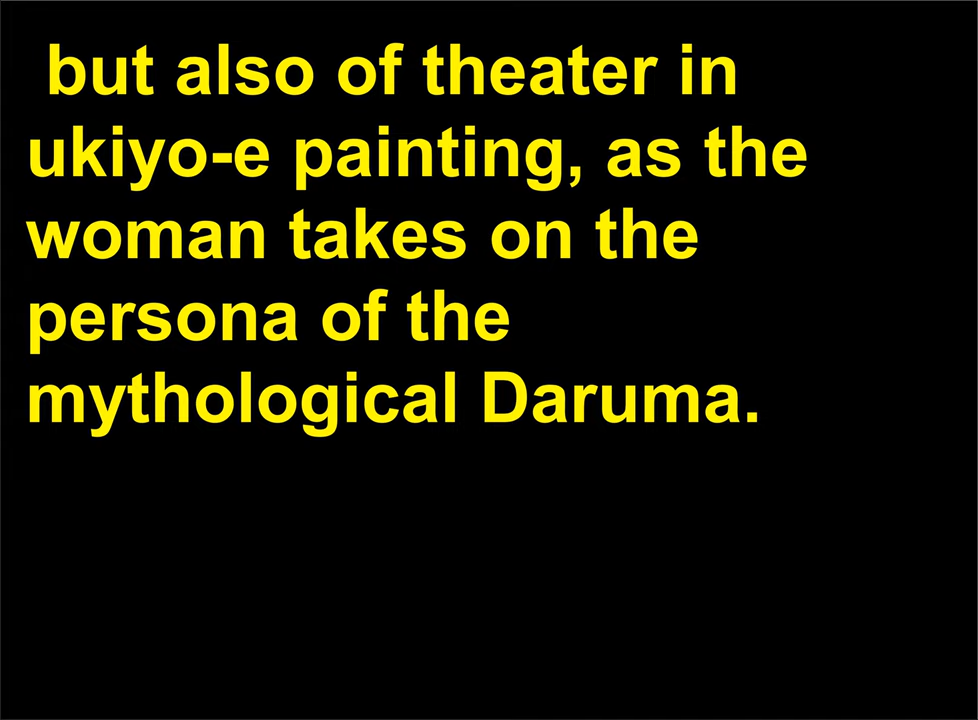 but also of theater in
ukiyo-e painting, as the
woman takes on the
persona of the
mythological Daruma.